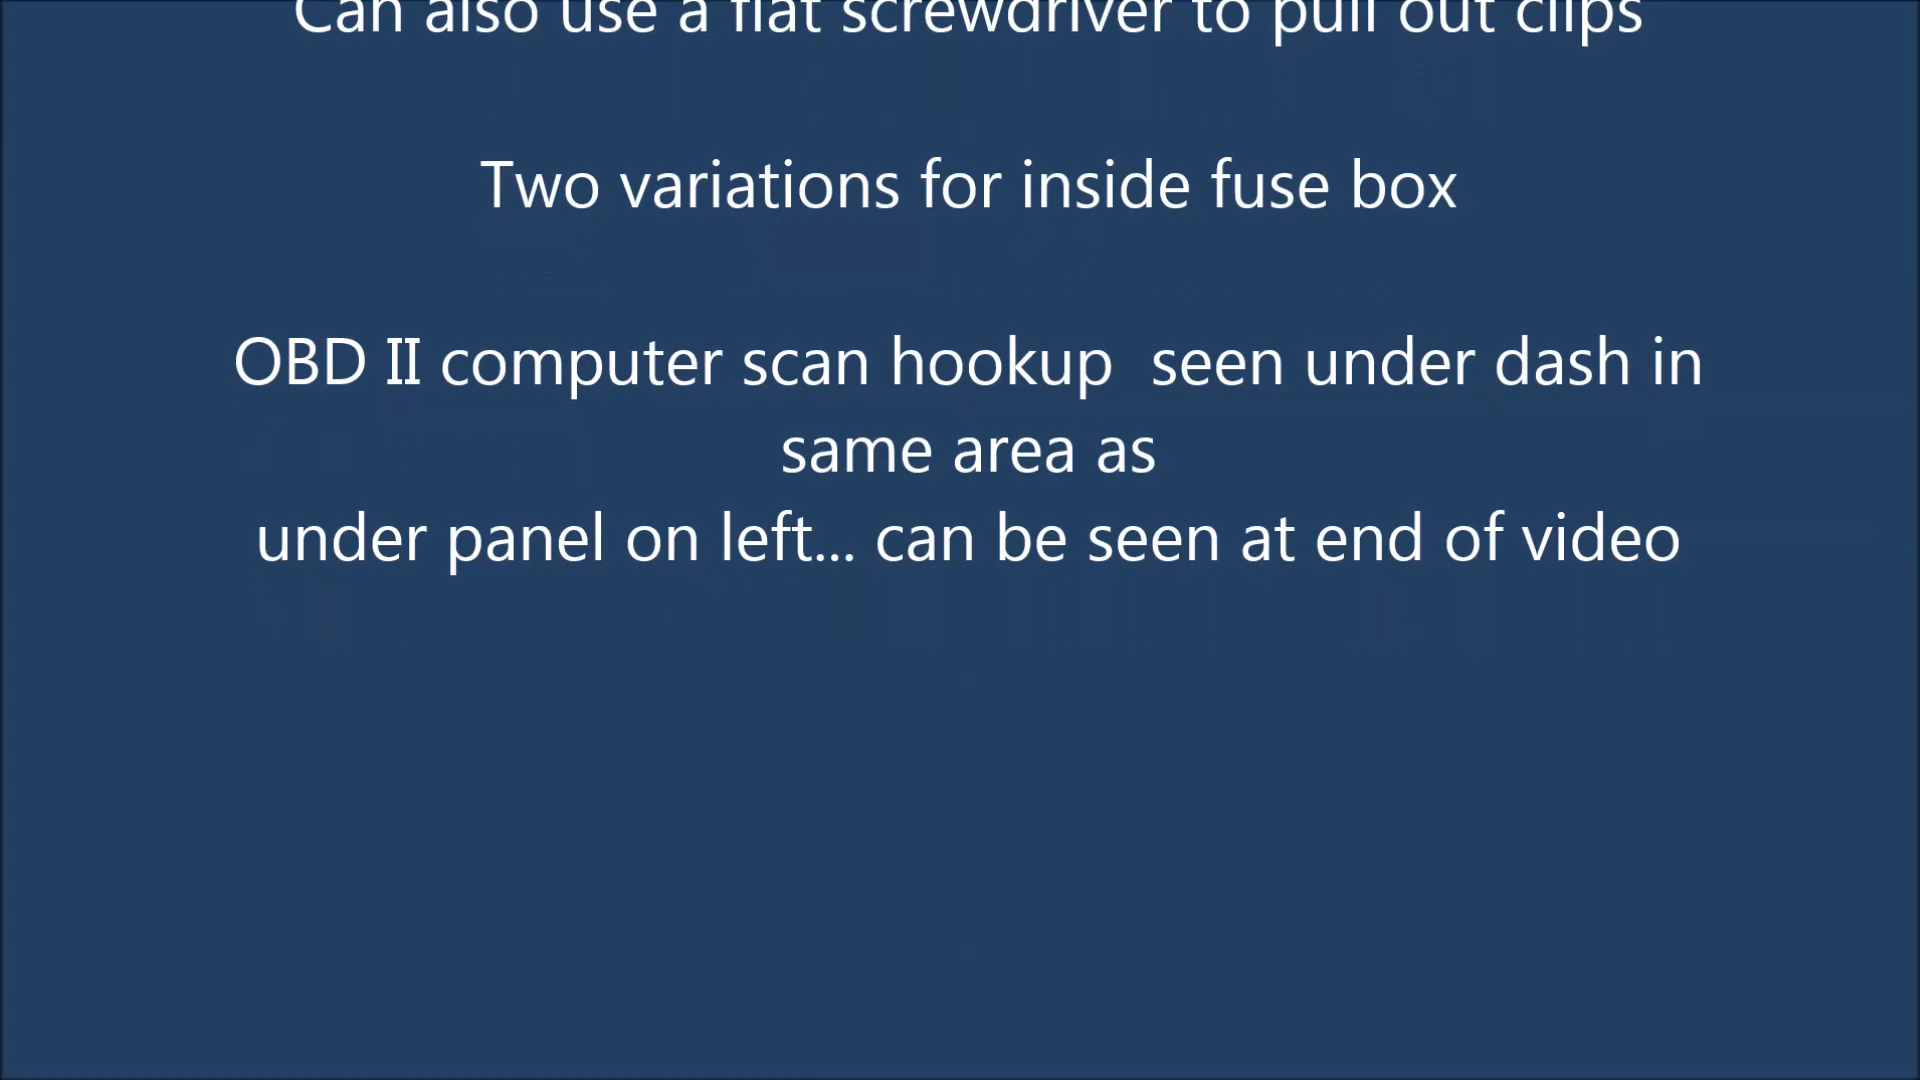 Can also use a flat screwdriver to pull out clips
Two variations for inside fuse box
OBD II computer scan hookup  seen under dash in
same area as
under panel on left... can be seen at end of video